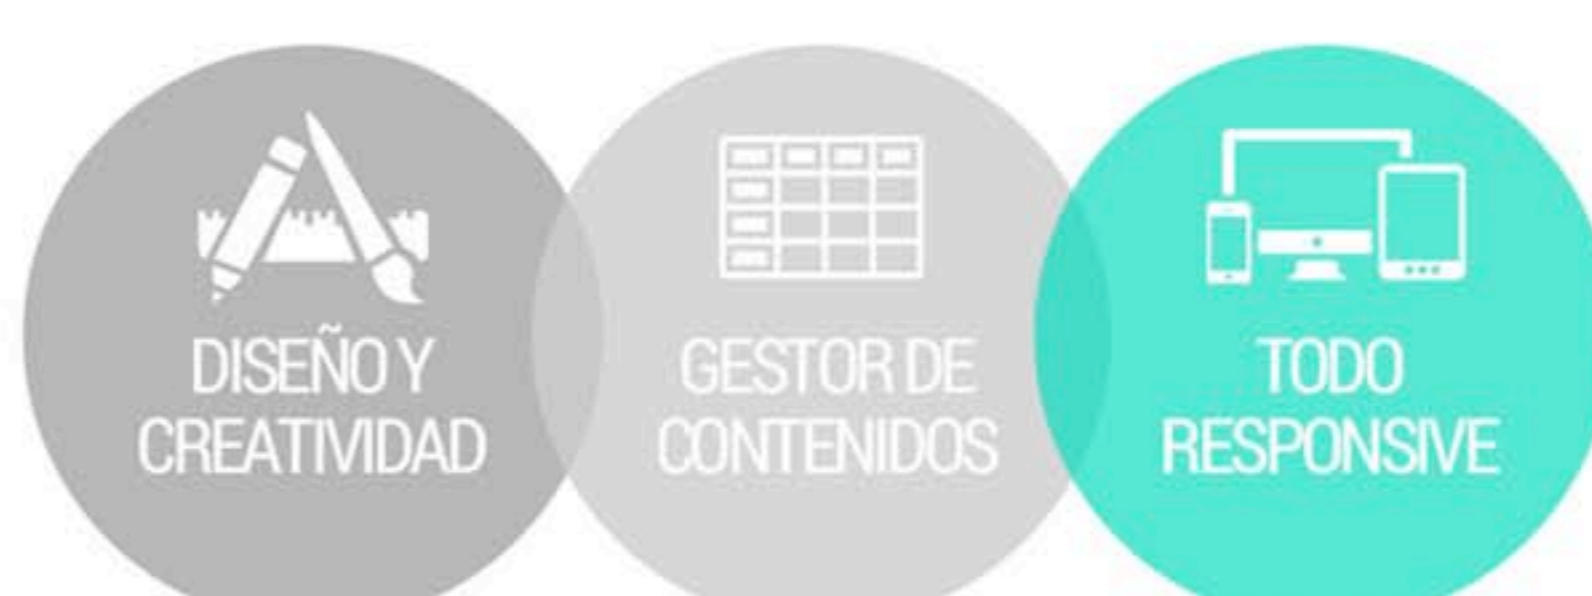 DISEÑO Y
CREATIVIDAD
GESTOR DE
CONTENIDOS
TODO
RESPONSIVE